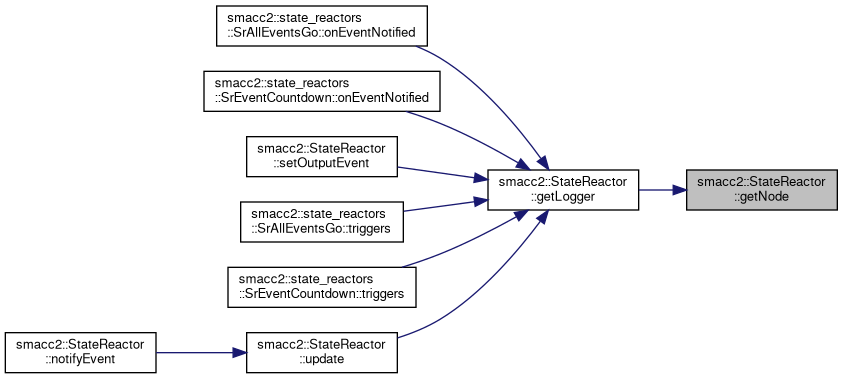 smacc2::state_reactors
::SrAllEventsGo::onEventNotified
smacc2::state_reactors
::SrEventCountdown::onEventNotified
smacc2::StateReactor
::setOutputEvent
smacc2::StateReactor
::getLogger
smacc2::StateReactor
::getNode
smacc2::state_reactors
::SrAllEventsGo::triggers
smacc2::state_reactors
::SrEventCountdown::triggers
smacc2::StateReactor
::notifyEvent
smacc2::StateReactor
::update